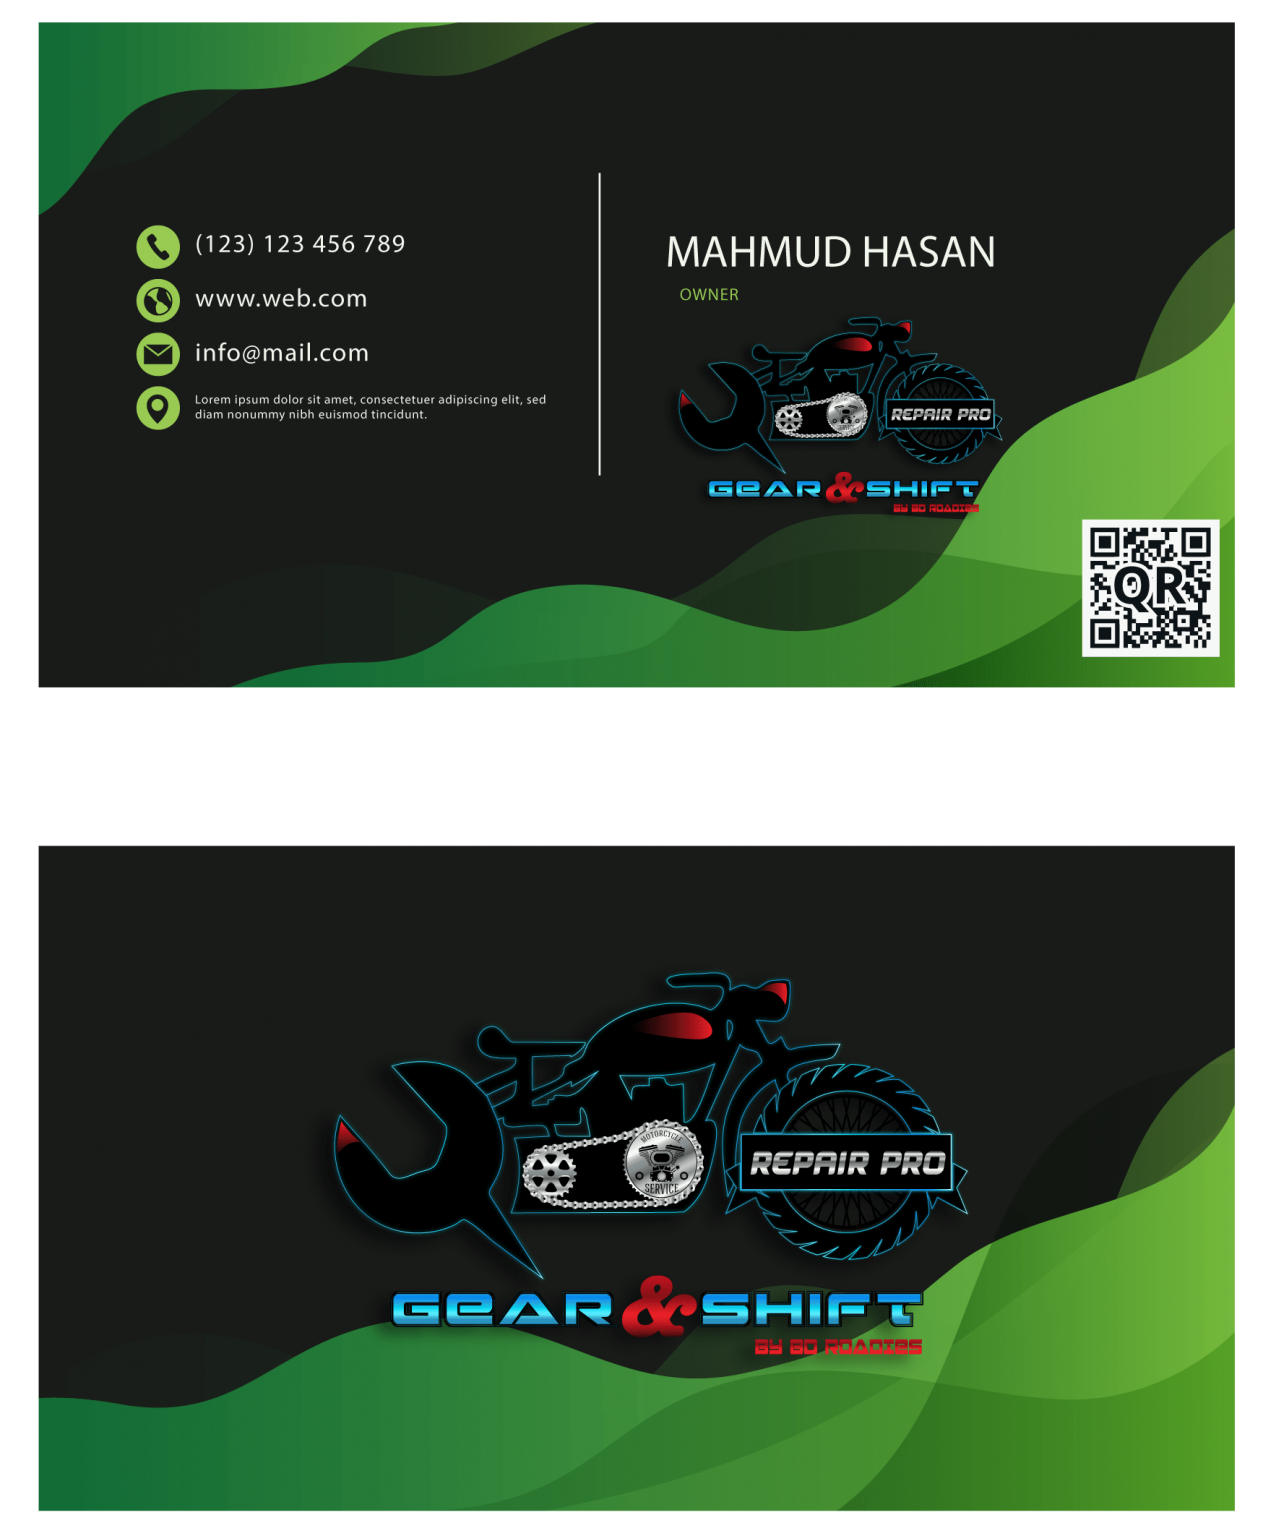 (123) 123 456 789
www.web.com
info@mail.com
Lorem ipsum dolor sit amet, consectetuer adipiscing elit, sed
diam nonummy nibh euismod tincidunt.
MAHMUD HASAN
OWNER
REPAIR PRO
GEAR & SHIFT
BY BD ROADIES
QR
MOTORCYCLE
SERVICE
REPAIR PRO
GEAR & SHIFT
BY BD ROADIES